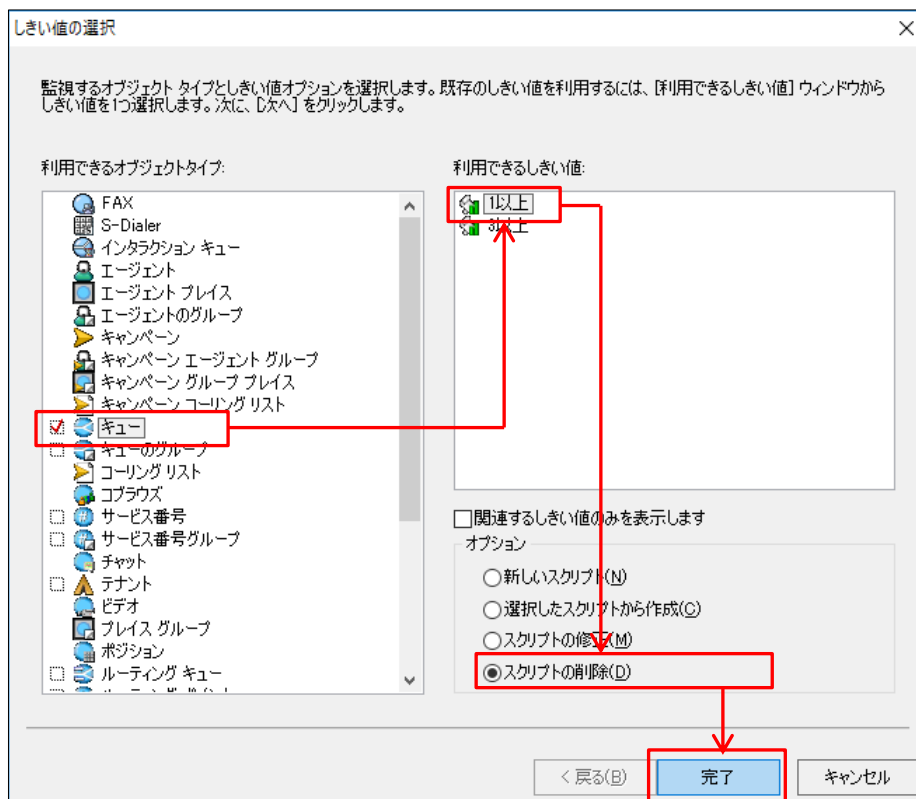 しきい値の選択
監視するオブジェクト タイプとしきい値オプションを選択します。既存のしきい値を利用するには、[利用できるしきい値] ウィンドウから
しきい値を1つ選択します。次に、[次へ] をクリックします。
利用できるオブジェクトタイプ:
FAX
S-Dialer
インタラクション キュー
エージェント
エージェント プレイス
エージェントのグループ
キャンペーン
キャンペーン エージェント グループ
キャンペーン グループ プレイス
キャンペーン コーリング リスト
キュー
キューのグループ
コーリング リスト
コブラウズ
サービス番号
サービス番号グループ
チャット
テナント
ビデオ
プレイス グループ
ポジション
ルーティング キュー
利用できるしきい値:
1以上
3以上
関連するしきい値のみを表示します
オプション
新しいスクリプト(N)
選択したスクリプトから作成(C)
スクリプトの修正(M)
スクリプトの削除(D)
< 戻る(B)
完了
キャンセル